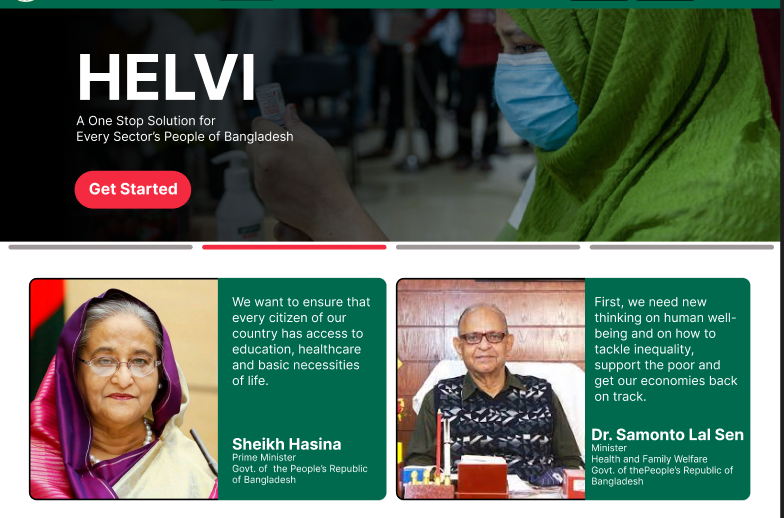 HELVI
A One Stop Solution for
Every Sector's People of Bangladesh
Get Started
We want to ensure that
every citizen of our
country has access to
education, healthcare
and basic necessities
of life.
Sheikh Hasina
Prime Minister
Govt. of the People's Republic
of Bangladesh
First, we need new
thinking on human well-
being and on how to
tackle inequality,
support the poor and
get our economies back
on track.
Dr. Samonto Lal Sen
Minister
Health and Family Welfare
Govt. of thePeople's Republic of
Bangladesh